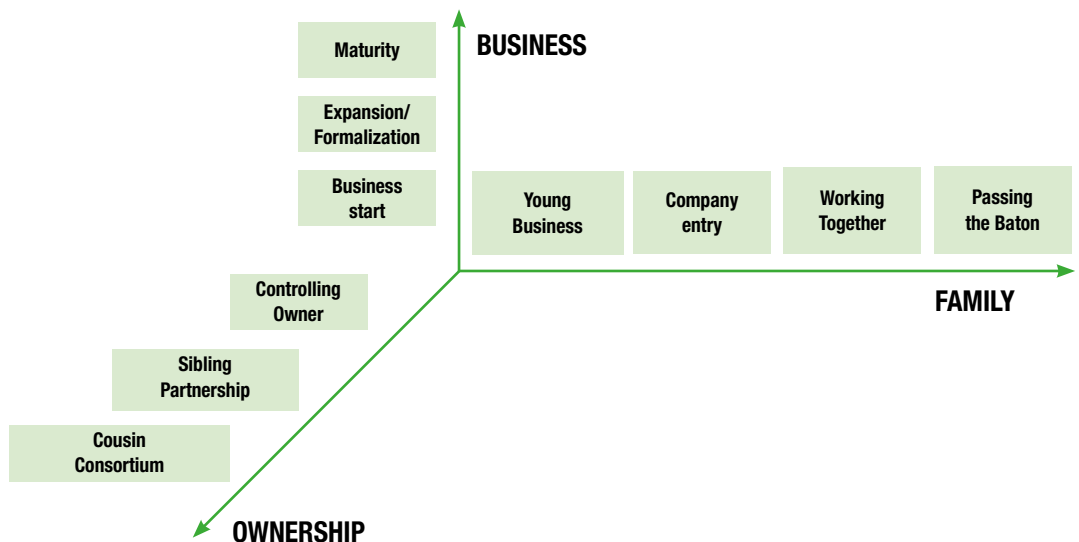 Maturity
BUSINESS
Expansion/
Formalization
Business
start
Young
Business
Company
entry
Working
Together
Passing
the Baton
FAMILY
Controlling
Owner
Sibling
Partnership
Cousin
Consortium
OWNERSHIP